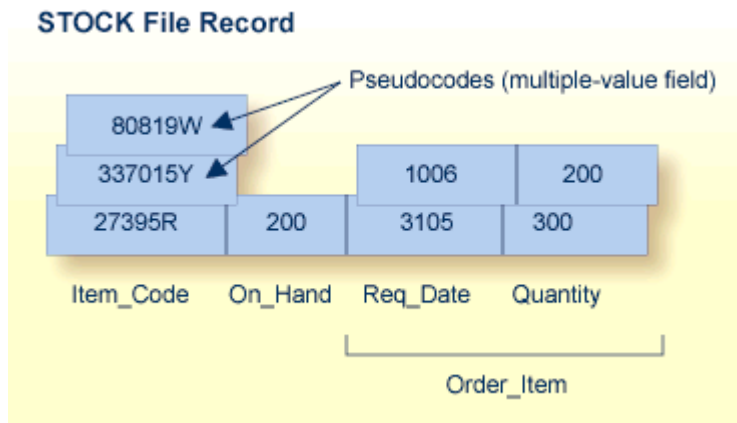 STOCK File Record
Pseudocodes (multiple-value field)
80819W
337015Y 1006 200
27395R 200 3105 300
Item_Code On_Hand Req_Date Quantity
Order_Item